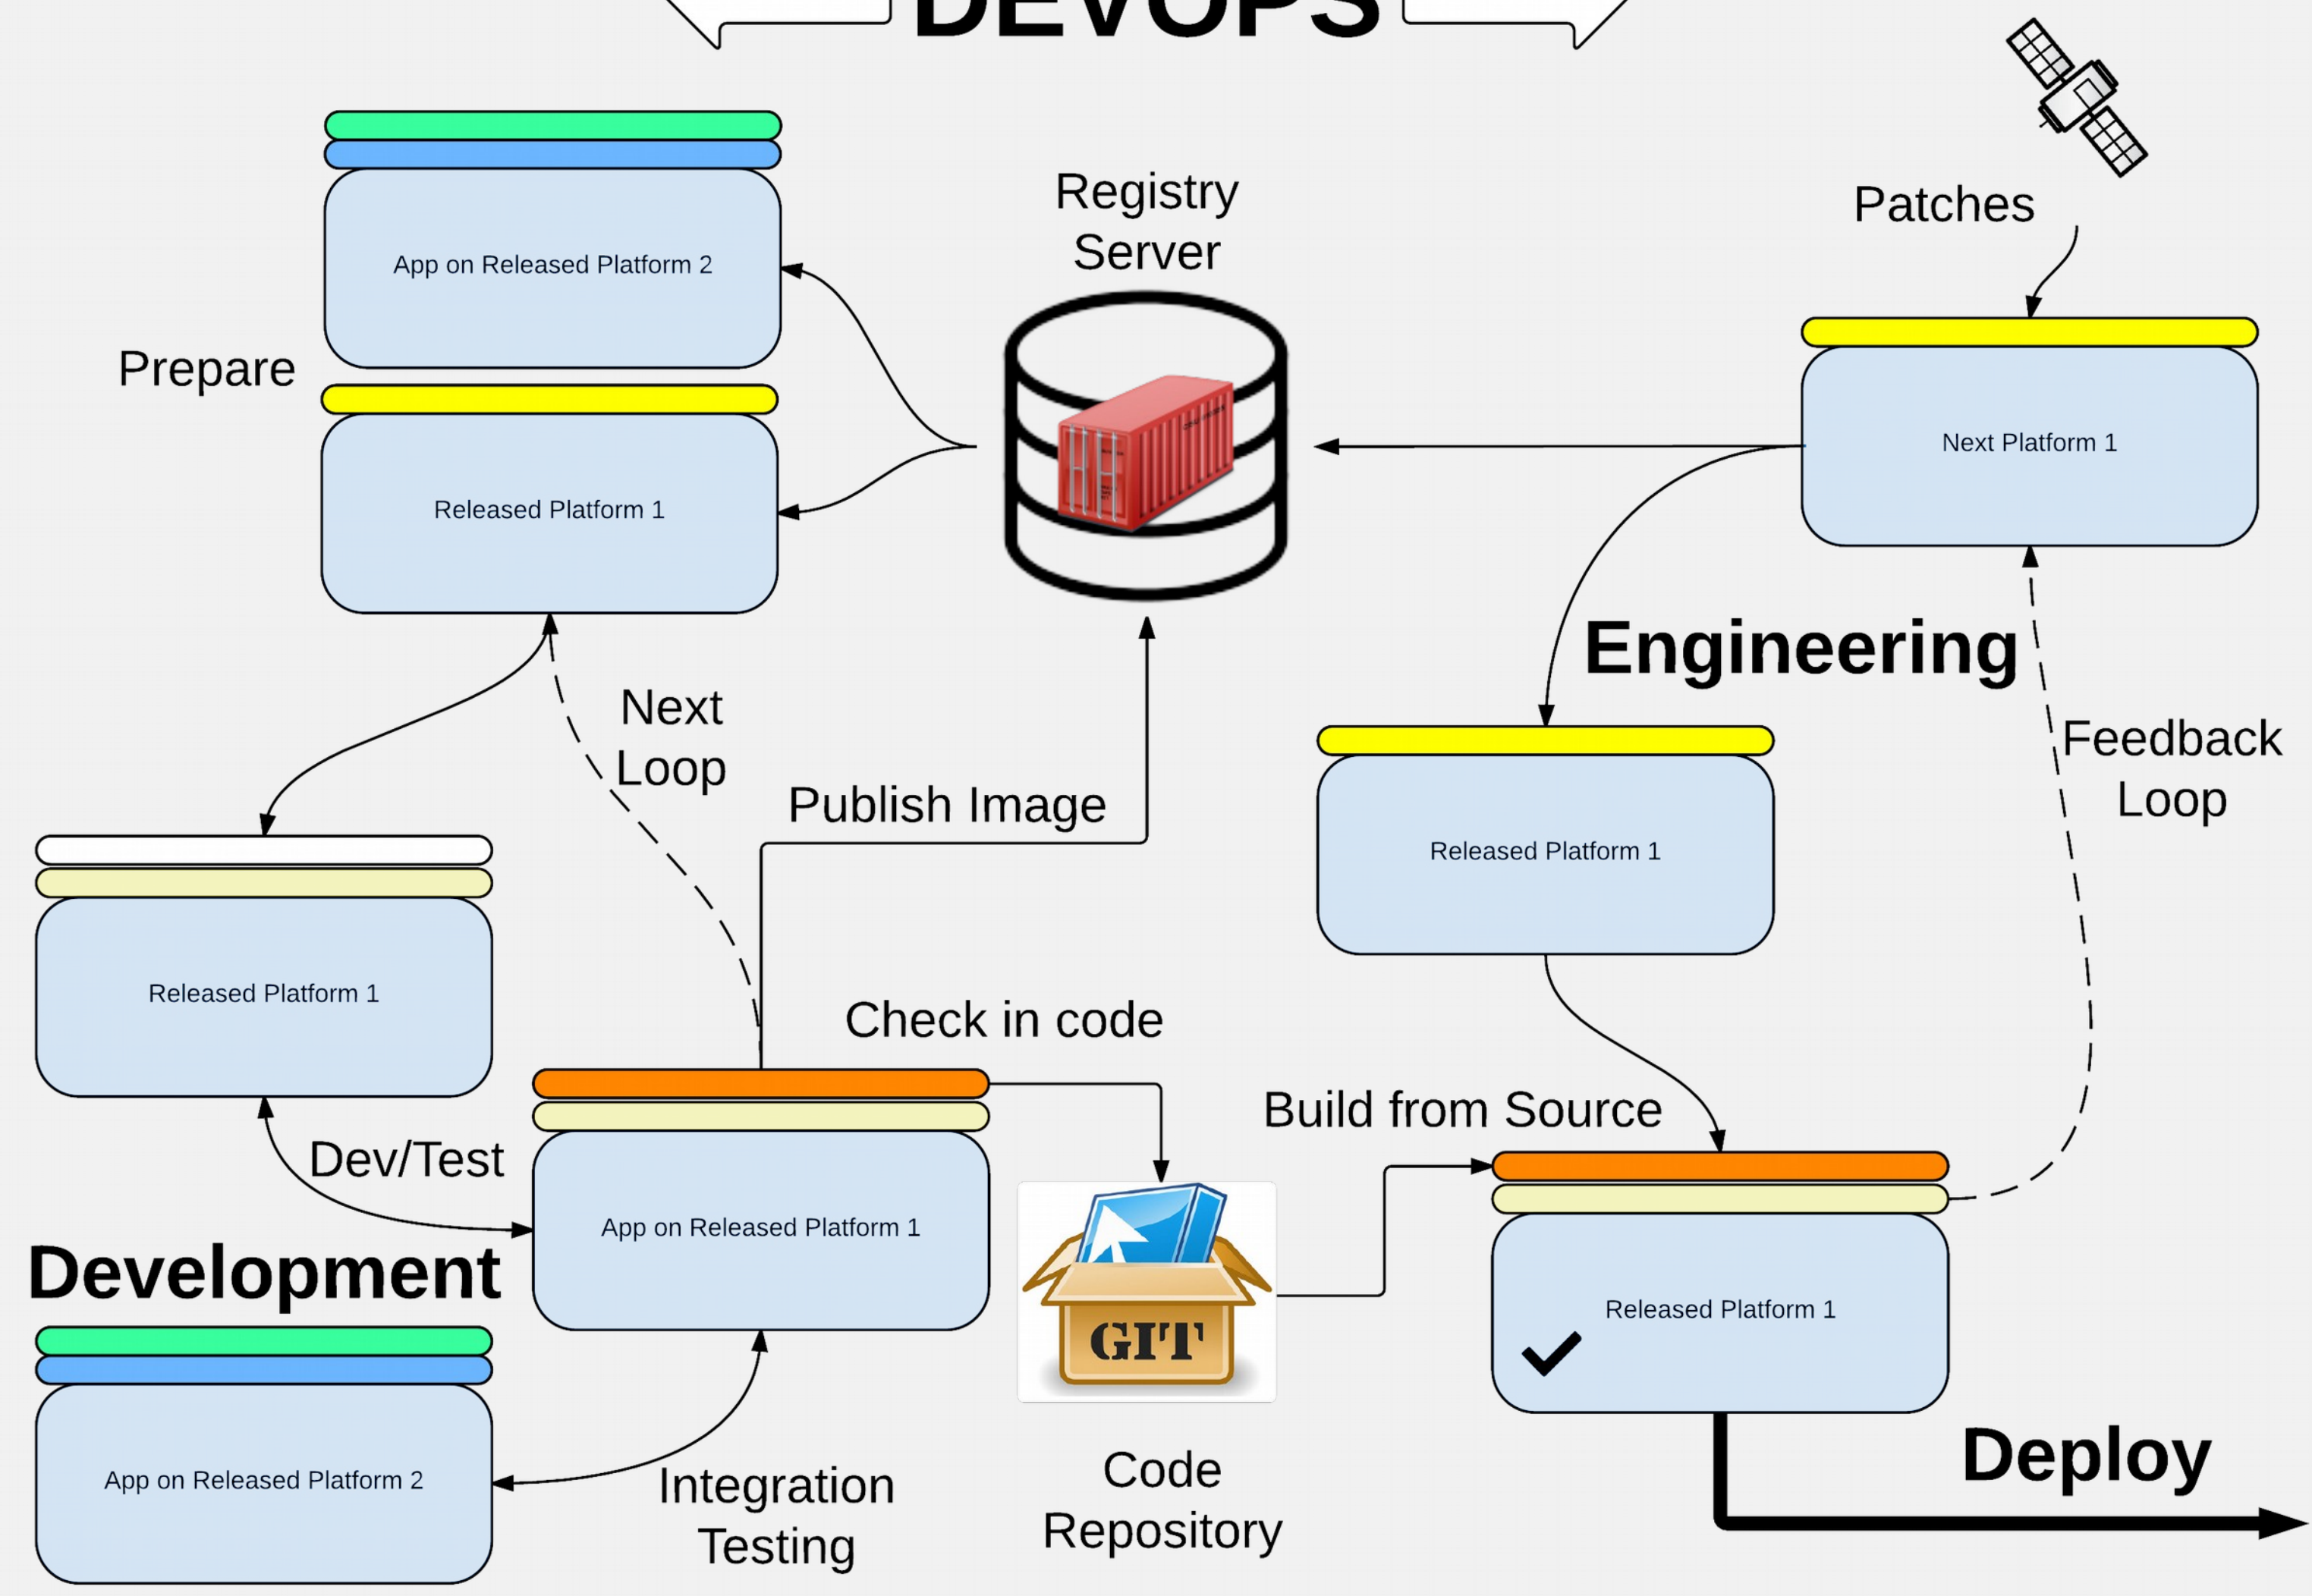 DEVOPS
Patches
Registry
Server
App on Released Platform 2
Prepare
Next Platform 1
Released Platform 1
Engineering
Next
Loop
Feedback
Loop
Publish Image
Released Platform 1
Released Platform 1
Check in code
Build from Source
Dev/Test
App on Released Platform 1
Development
Released Platform 1
GIT
App on Released Platform 2
Integration
Testing
Code
Repository
Deploy